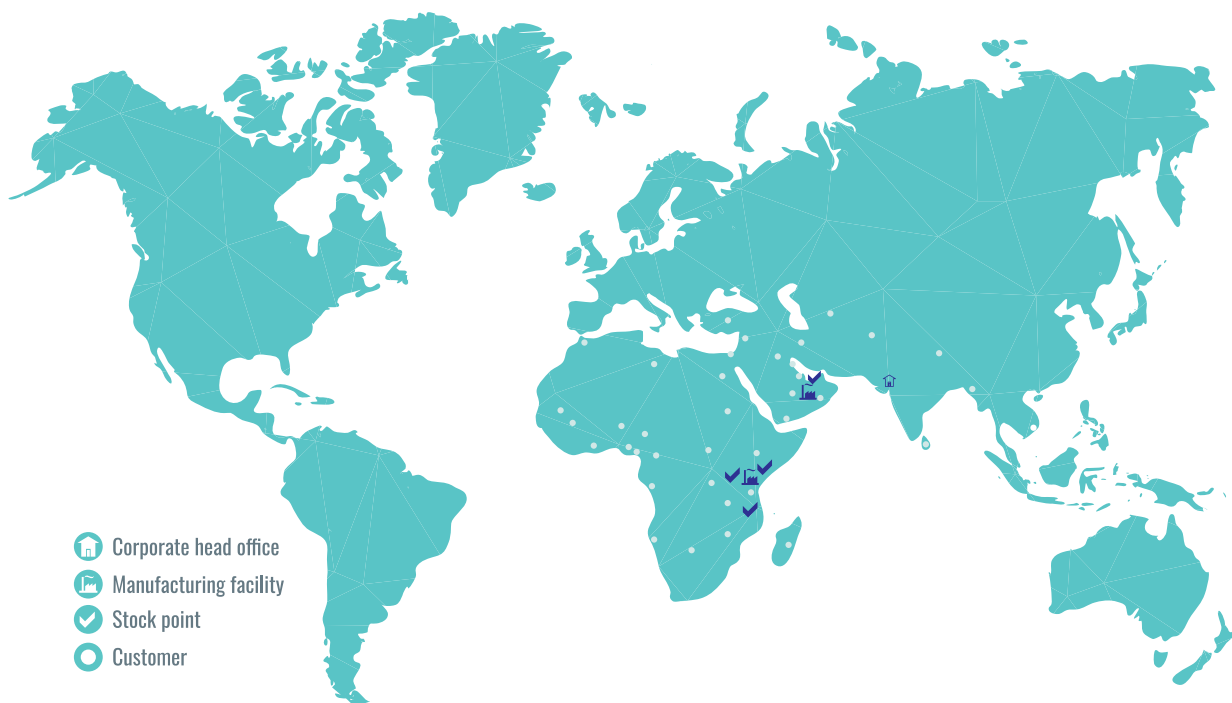 Corporate head office
Manufacturing facility
Stock point
Customer